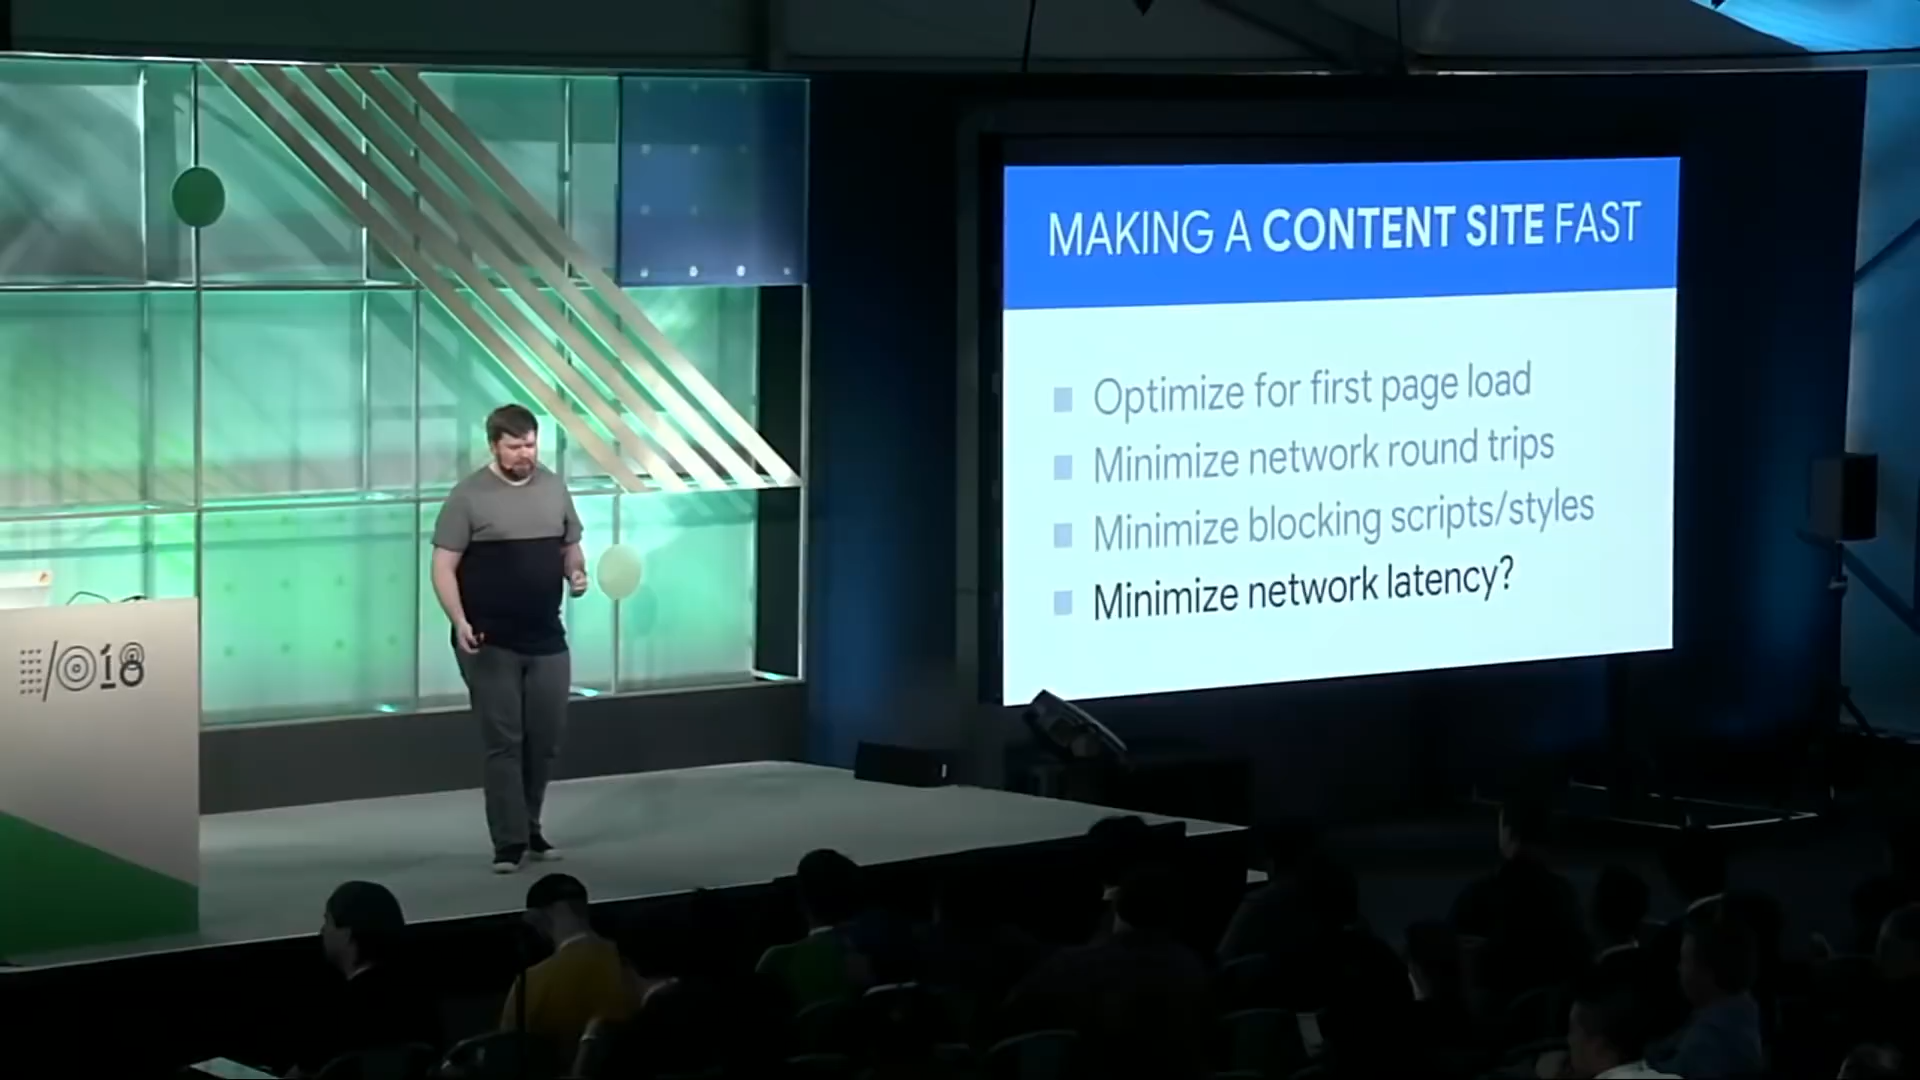 MAKING A CONTENT SITE FAST
Optimize for first page load
Minimize network round trips
Minimize blocking scripts/styles
Minimize network latency?
I/O18